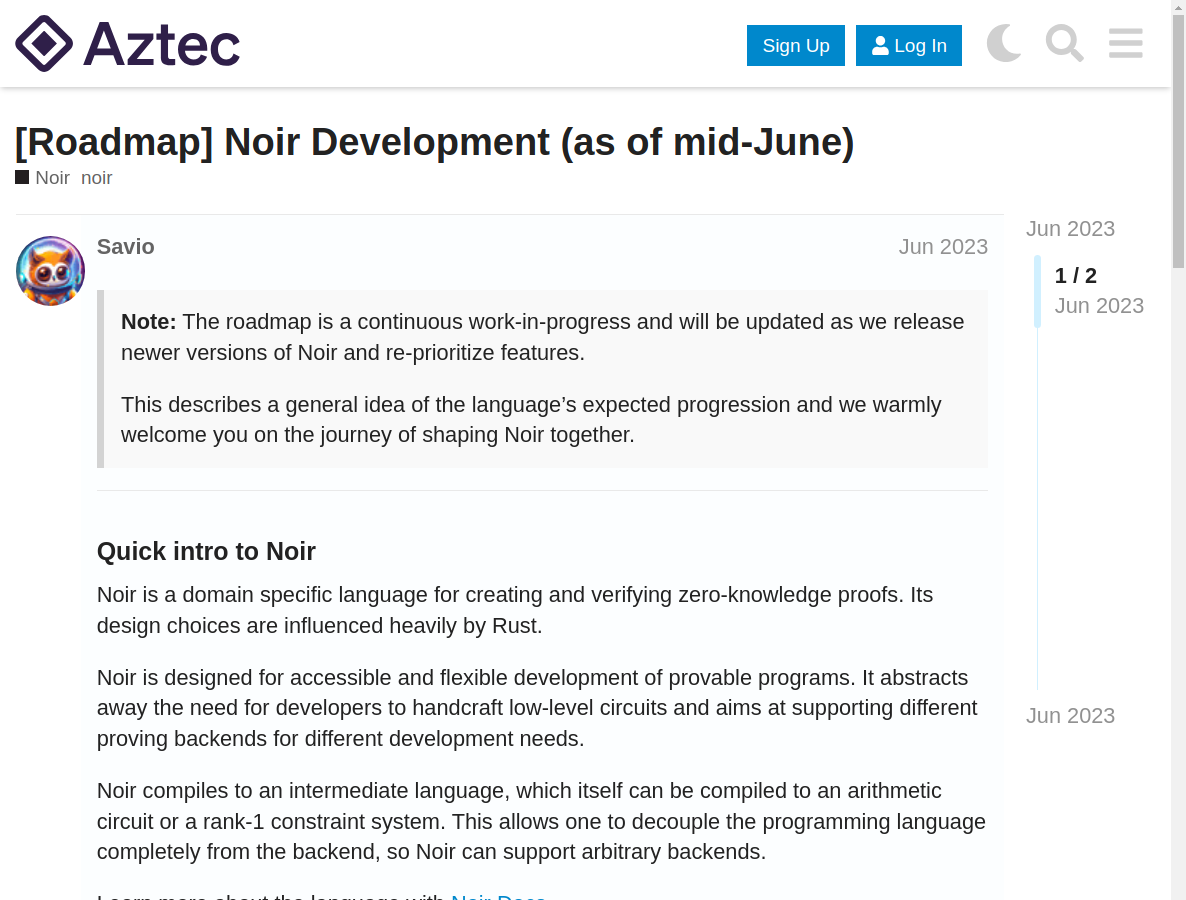 Aztec
Sign Up
Log In
[Roadmap] Noir Development (as of mid-June)
Noir noir
Savio
Jun 2023
Note: The roadmap is a continuous work-in-progress and will be updated as we release
newer versions of Noir and re-prioritize features.
This describes a general idea of the language’s expected progression and we warmly
welcome you on the journey of shaping Noir together.
Quick intro to Noir
Noir is a domain specific language for creating and verifying zero-knowledge proofs. Its
design choices are influenced heavily by Rust.
Noir is designed for accessible and flexible development of provable programs. It abstracts
away the need for developers to handcraft low-level circuits and aims at supporting different
proving backends for different development needs.
Noir compiles to an intermediate language, which itself can be compiled to an arithmetic
circuit or a rank-1 constraint system. This allows one to decouple the programming language
completely from the backend, so Noir can support arbitrary backends.
Learn more about the language with Noir Docs
Jun 2023
1 / 2
Jun 2023
Jun 2023